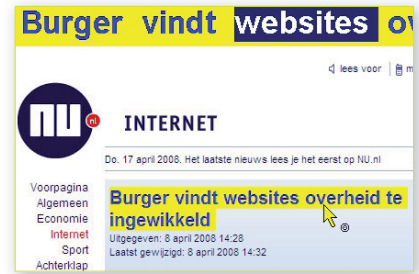 Burger vindt websites ov
lees voor m
nu nl
INTERNET
Do. 17 april 2008. Het laatste nieuws lees je het eerst op NU.nl
Voorpagina
Algemeen
Economie
Internet
Sport
Achterklap
Burger vindt websites overheid te
ingewikkeld
Uitgegeven: 8 april 2008 14:28
Laatst gewijzigd: 8 april 2008 14:32